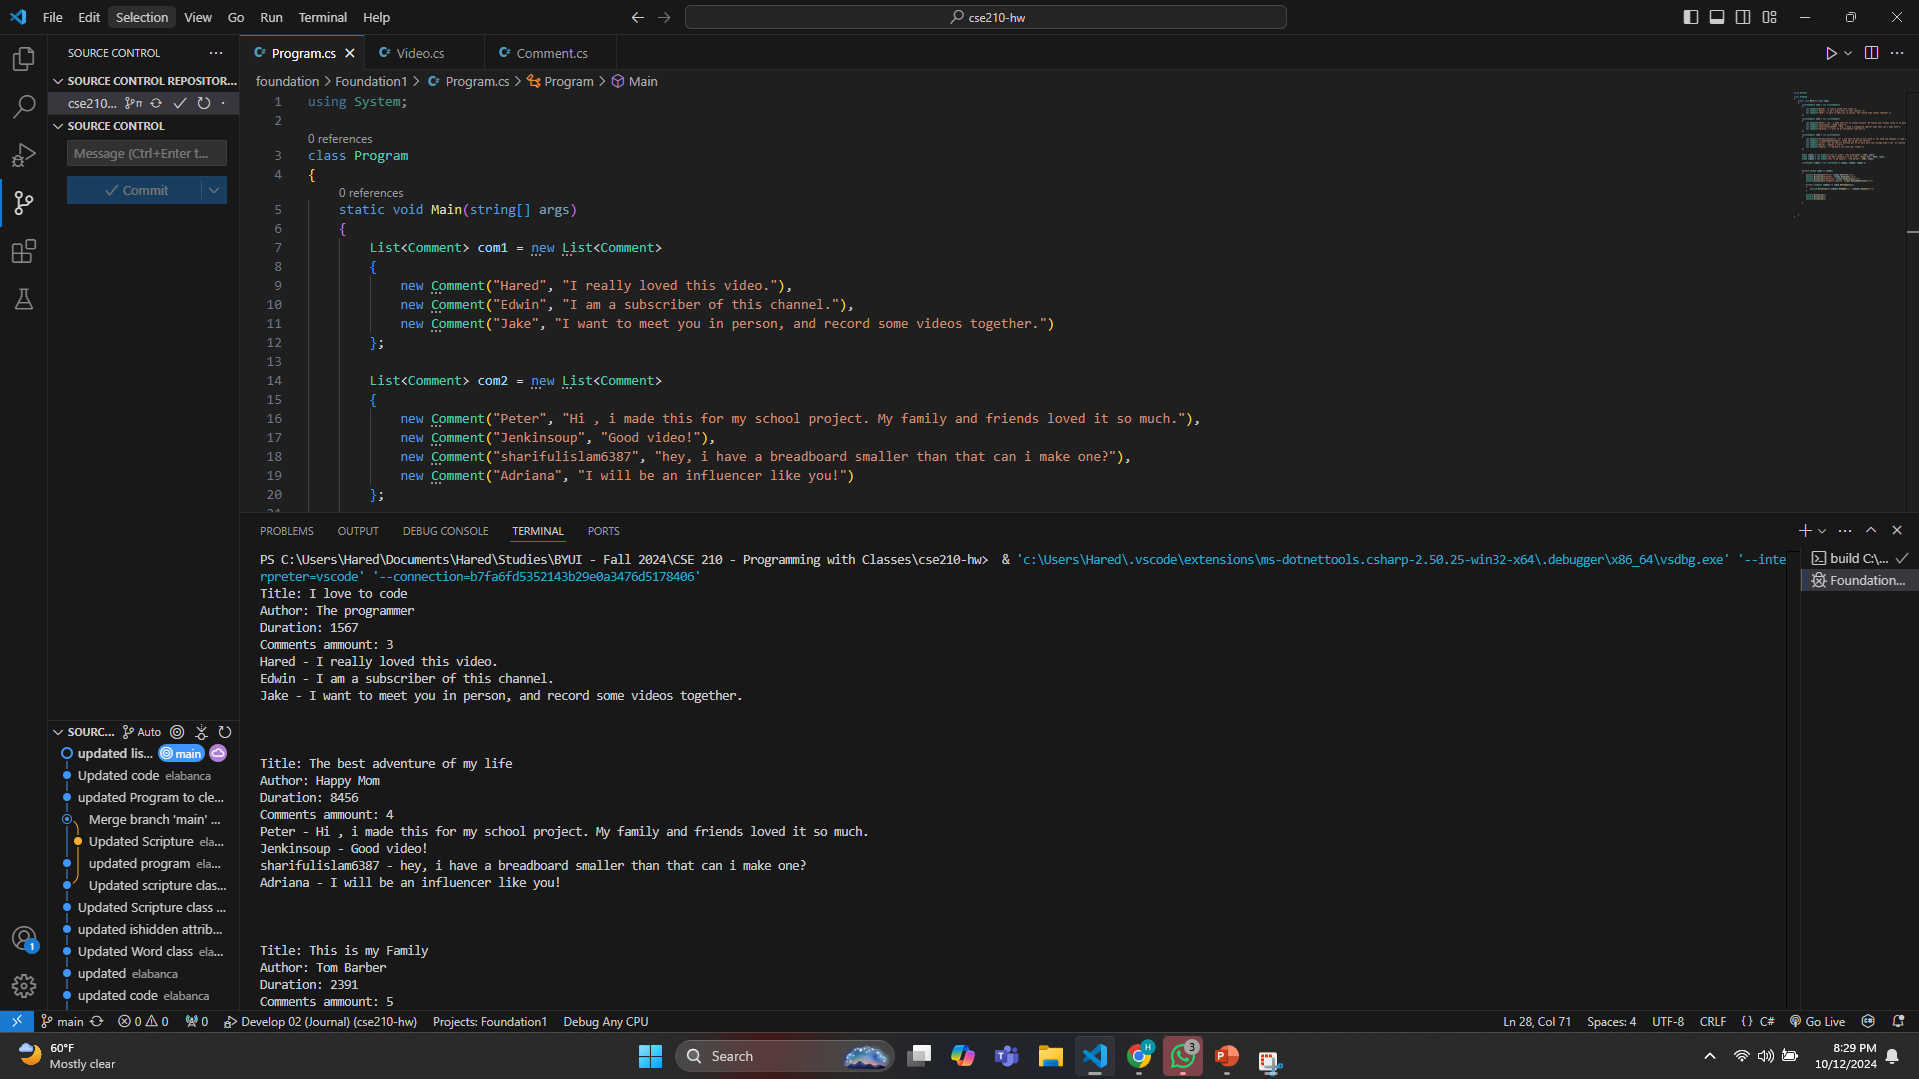 File Edit Selection View Go Run Terminal Help
cse210-hw
SOURCE CONTROL
SOURCE CONTROL REPOSITOR...
cse210...
SOURCE CONTROL
Message (Ctrl+Enter t...
Commit
Program.cs Video.cs Comment.cs
foundation > Foundation1 > Program.cs > Program > Main
1 using System;
2
0 references
3 class Program
4 {
0 references
5 static void Main(string[] args)
6 {
7 List<Comment> com1 = new List<Comment>
8 {
9 new Comment("Hared", "I really loved this video."),
10 new Comment("Edwin", "I am a subscriber of this channel."),
11 new Comment("Jake", "I want to meet you in person, and record some videos together.")
12 };
13
14 List<Comment> com2 = new List<Comment>
15 {
16 new Comment("Peter", "Hi , i made this for my school project. My family and friends loved it so much."),
17 new Comment("Jenkinsoup", "Good video!"),
18 new Comment("sharifulislam6387", "hey, i have a breadboard smaller than that can i make one?"),
19 new Comment("Adriana", "I will be an influencer like you!")
20 };
PROBLEMS OUTPUT DEBUG CONSOLE TERMINAL PORTS
PS C:\Users\Hared\Documents\Hared\Studies\BYUI - Fall 2024\CSE 210 - Programming with Classes\cse210-hw> & 'c:\Users\Hared\.vscode\extensions\ms-dotnettools.csharp-2.50.25-win32-x64\.debugger\x86_64\vsdbg.exe' '--inte
rpreter=vscode' '--connection=b7fa6fd5352143b29e0a3476d5178406'
Title: I love to code
Author: The programmer
Duration: 1567
Comments ammount: 3
Hared - I really loved this video.
Edwin - I am a subscriber of this channel.
Jake - I want to meet you in person, and record some videos together.
Title: The best adventure of my life
Author: Happy Mom
Duration: 8456
Comments ammount: 4
Peter - Hi , i made this for my school project. My family and friends loved it so much.
Jenkinsoup - Good video!
sharifulislam6387 - hey, i have a breadboard smaller than that can i make one?
Adriana - I will be an influencer like you!
Title: This is my Family
Author: Tom Barber
Duration: 2391
Comments ammount: 5
build C:\...
Foundation...
SOURC... Auto
updated lis... main
Updated code elabanca
updated Program to cle...
Merge branch 'main' ...
Updated Scripture ela...
updated program ela...
Updated scripture clas...
Updated Scripture class ...
updated ishidden attrib...
Updated Word class ela...
updated elabanca
updated code elabanca
1
main 0 0 0 Develop 02 (Journal) (cse210-hw) Projects: Foundation1 Debug Any CPU
Ln 28, Col 71 Spaces: 4 UTF-8 CRLF {} C# Go Live
60°F
Mostly clear
Search
H
3
8:29 PM
10/12/2024